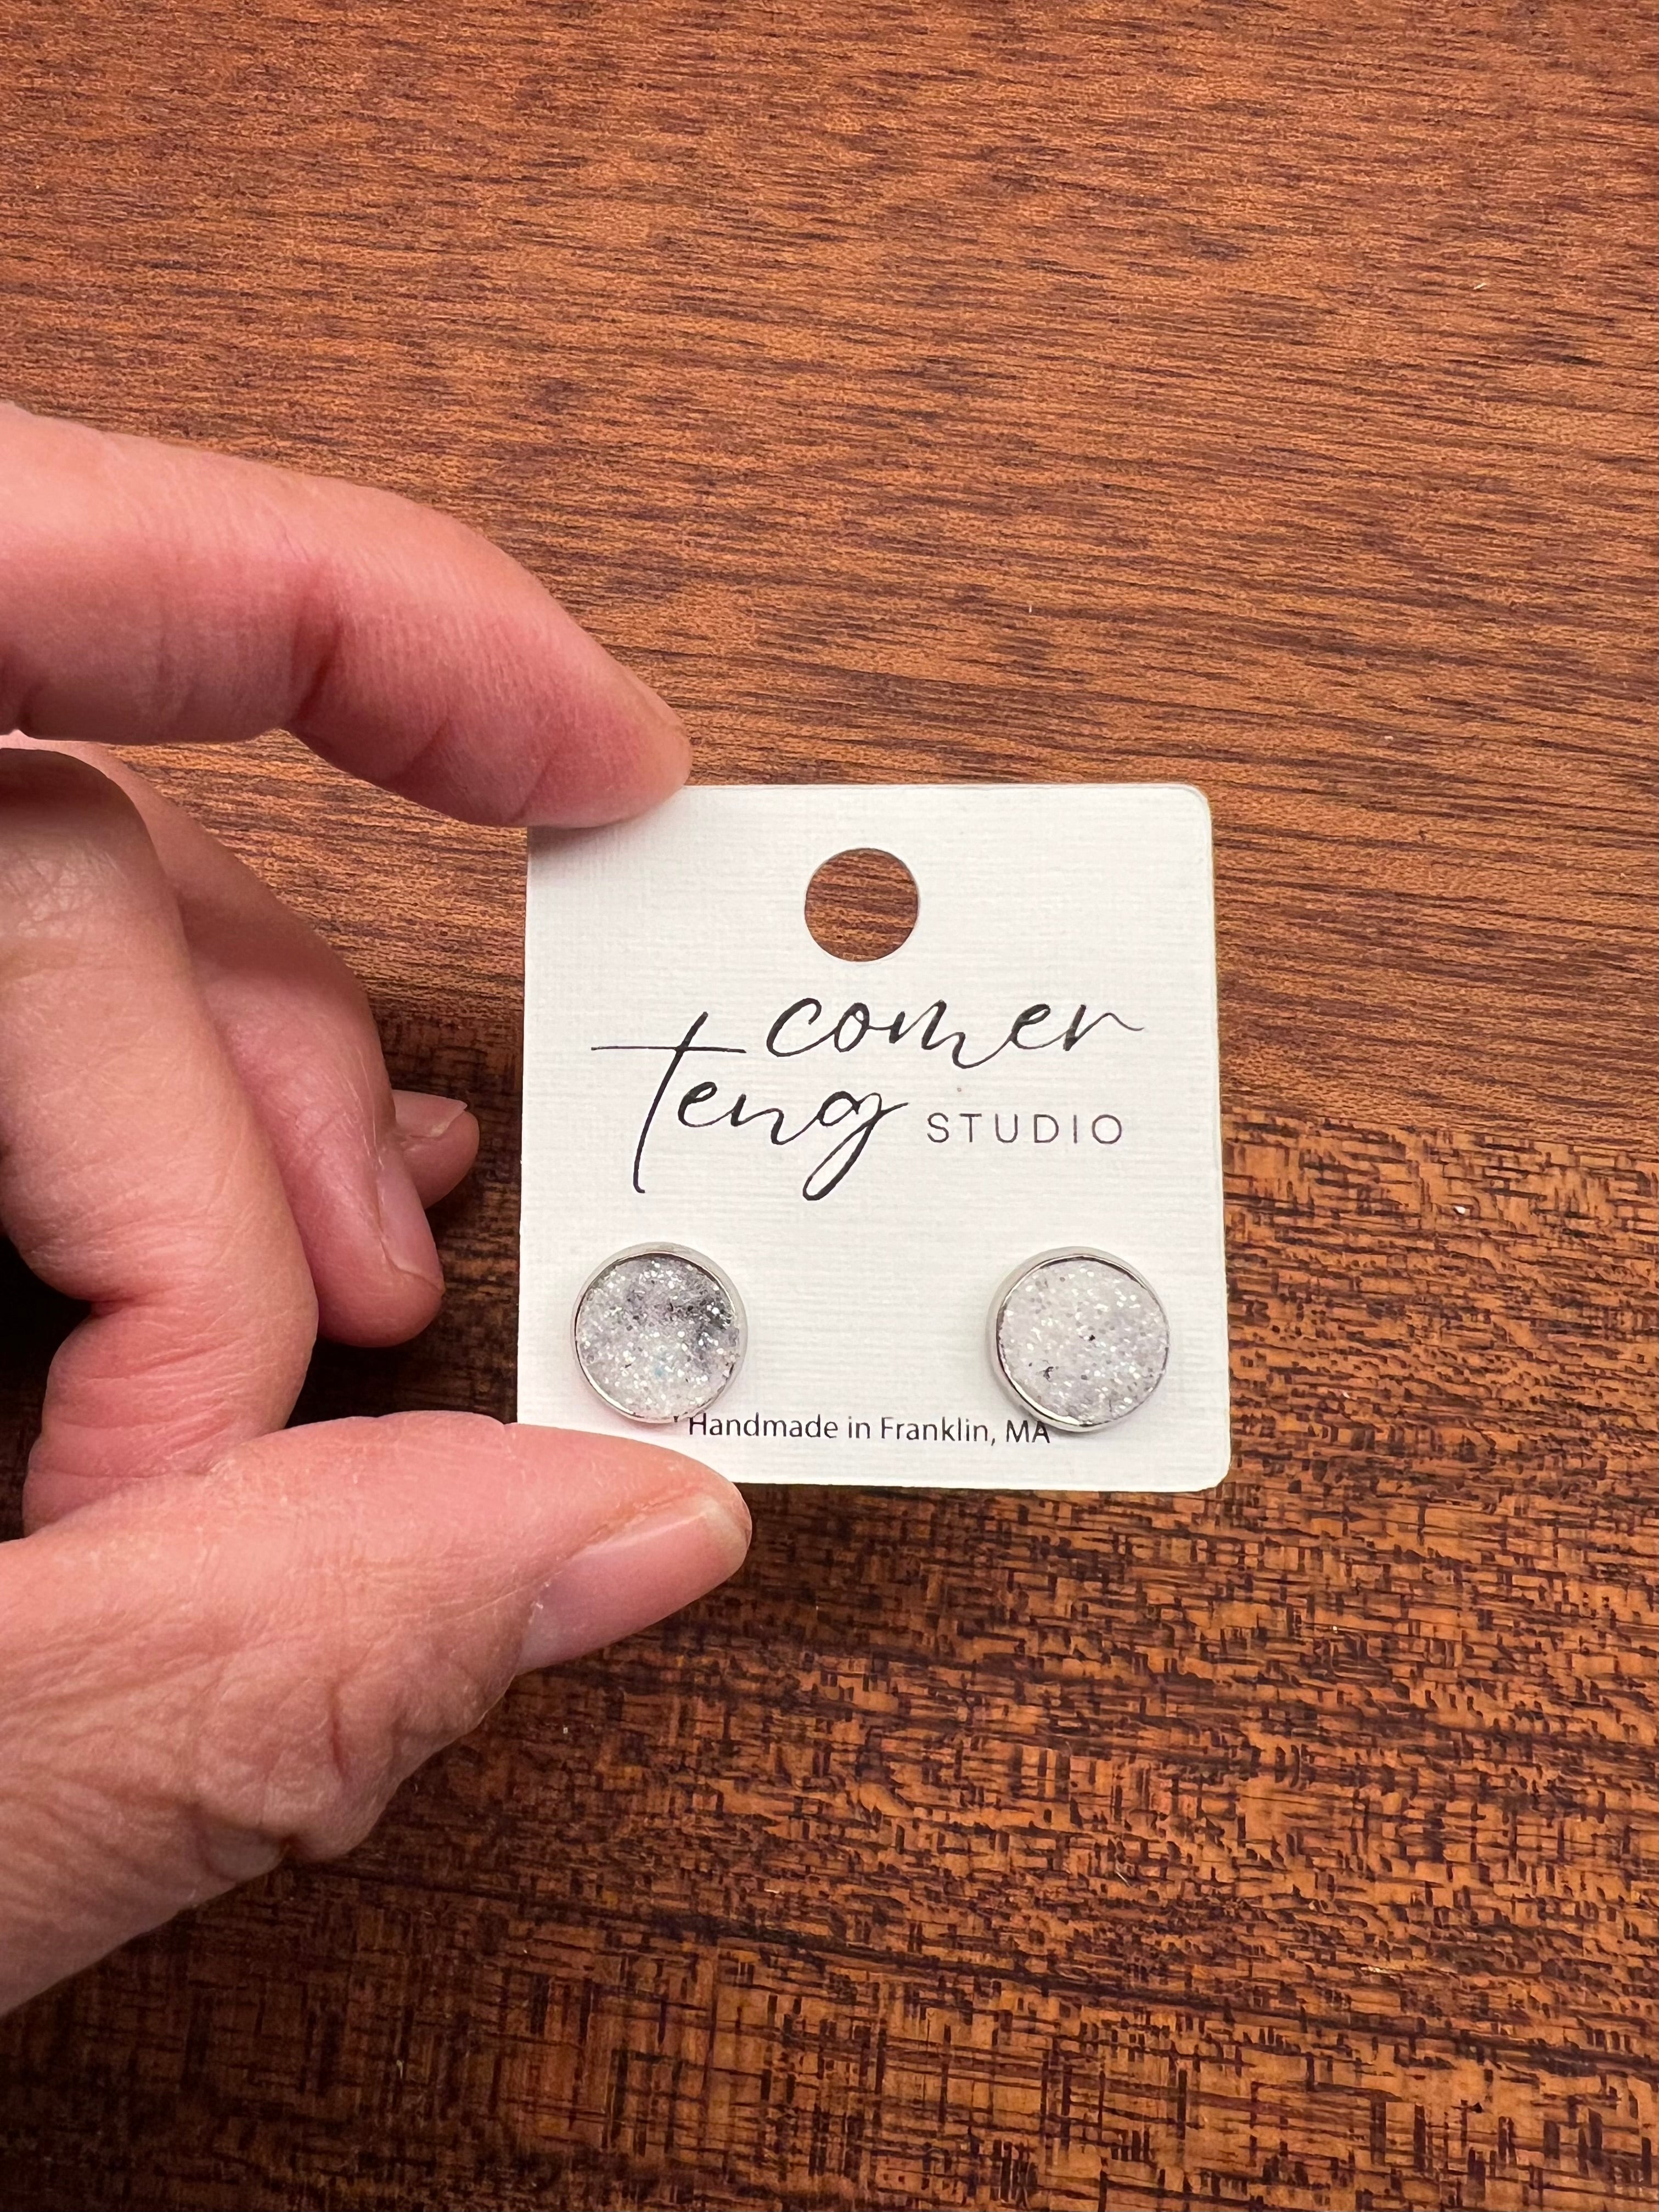 comer
teng STUDIO
Handmade in Franklin, MA